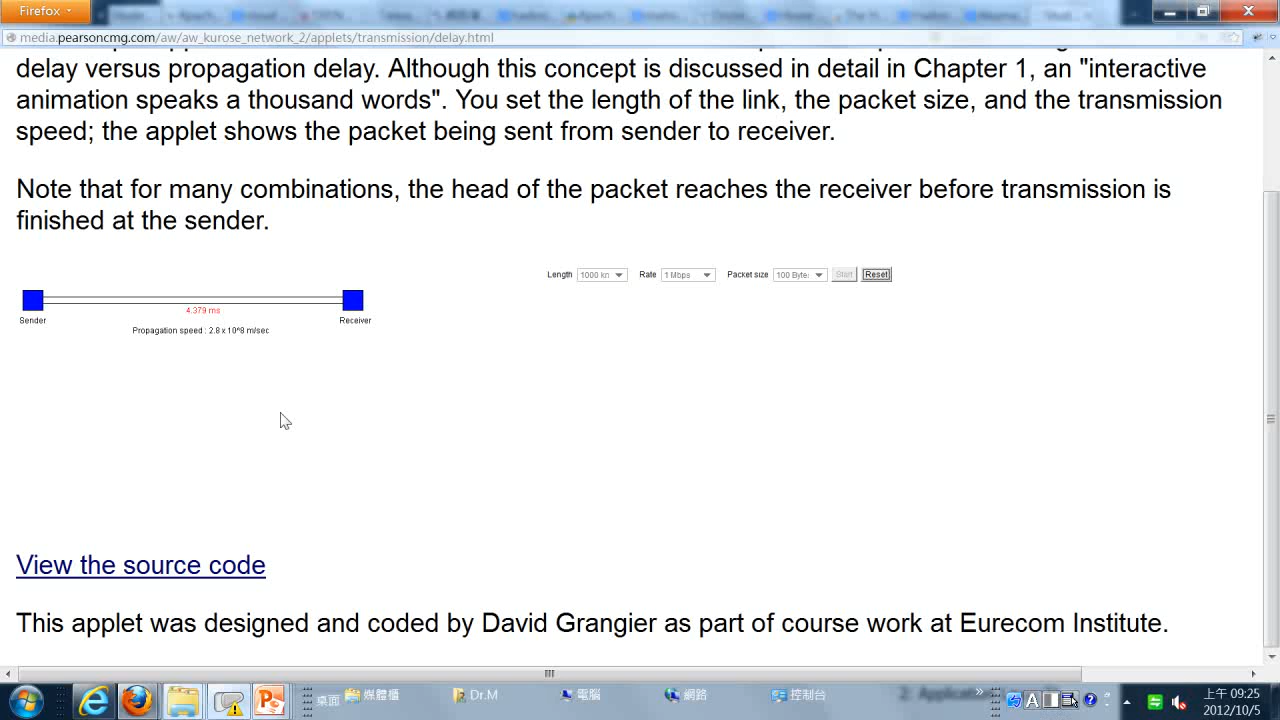 Firefox
media.pearsoncmg.com/aw/aw_kurose_network_2/applets/transmission/delay.html
delay versus propagation delay. Although this concept is discussed in detail in Chapter 1, an "interactive
animation speaks a thousand words". You set the length of the link, the packet size, and the transmission
speed; the applet shows the packet being sent from sender to receiver.
Note that for many combinations, the head of the packet reaches the receiver before transmission is
finished at the sender.
Length 1000 km Rate 1 Mbps Packet size 100 Byte Start Reset
4.379 ms
Sender Receiver
Propagation speed : 2.8 x 10^8 m/sec
View the source code
This applet was designed and coded by David Grangier as part of course work at Eurecom Institute.
桌面 媒體櫃 Dr.M 電腦 網路 控制台 上午 09:25
2012/10/5